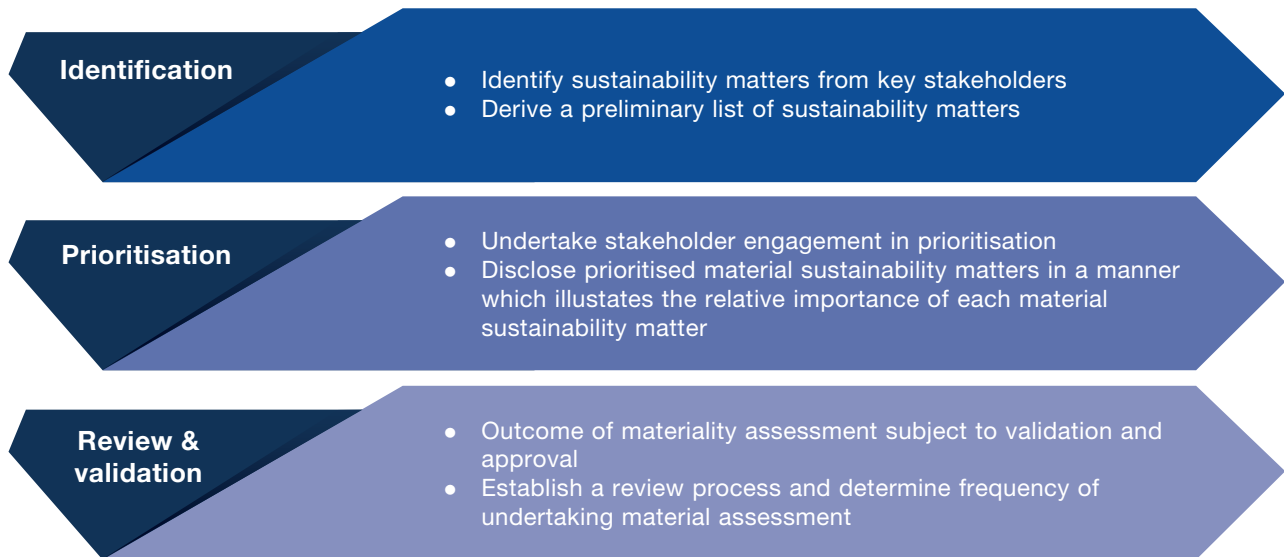 Identification
● Identify sustainability matters from key stakeholders
● Derive a preliminary list of sustainability matters
Prioritisation
● Undertake stakeholder engagement in prioritisation
● Disclose prioritised material sustainability matters in a manner
which illustates the relative importance of each material
sustainability matter
Review &
validation
● Outcome of materiality assessment subject to validation and
approval
● Establish a review process and determine frequency of
undertaking material assessment